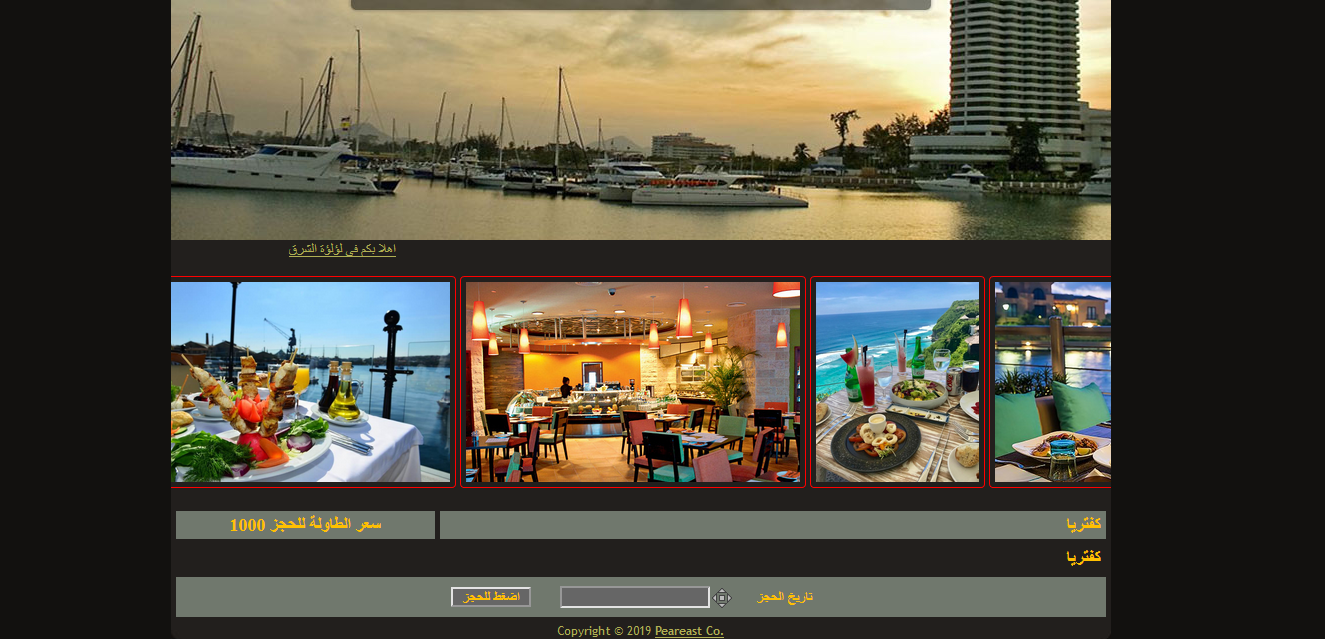 اهلا بكم فى لؤلؤة الشرق
كفتريا
سعر الطاولة للحجز 1000
كفتريا
تاريخ الحجز
اضغط للحجز
Copyright © 2019 Peareast Co.